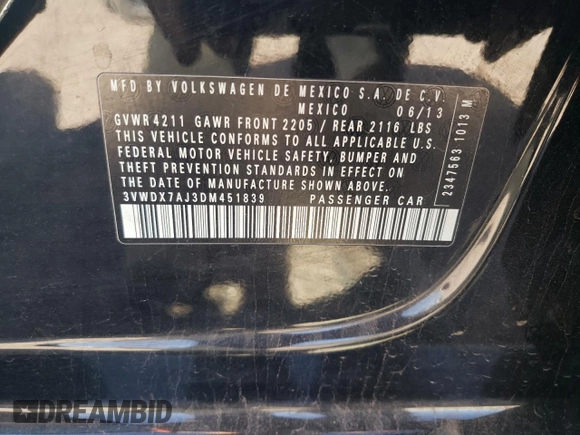 MFD BY VOLKSWAGEN DE MEXICO S.A. DE C.V.
MEXICO 06/13
GVWR 4211 GAWR FRONT 2205 / REAR 2116 LBS
THIS VEHICLE CONFORMS TO ALL APPLICABLE U.S.
FEDERAL MOTOR VEHICLE SAFETY, BUMPER AND
THEFT PREVENTION STANDARDS IN EFFECT ON
THE DATE OF MANUFACTURE SHOWN ABOVE.
3VWDX7AJ3DM451839 PASSENGER CAR
2347563 1013 M
DREAMBID